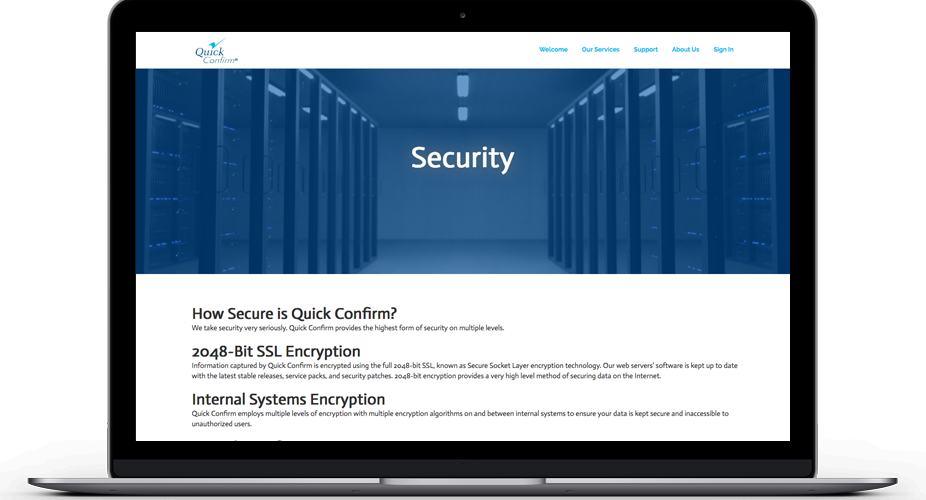 Quick
Confirm®
Welcome Our Services Support About Us Sign In
Security
How Secure is Quick Confirm?
We take security very seriously. Quick Confirm provides the highest form of security on multiple levels.
2048-Bit SSL Encryption
Information captured by Quick Confirm is encrypted using the full 2048-bit SSL, known as Secure Socket Layer encryption technology. Our web servers' software is kept up to date
with the latest stable releases, service packs, and security patches. 2048-bit encryption provides a very high level method of securing data on the Internet.
Internal Systems Encryption
Quick Confirm employs multiple levels of encryption with multiple encryption algorithms on and between internal systems to ensure your data is kept secure and inaccessible to
unauthorized users.